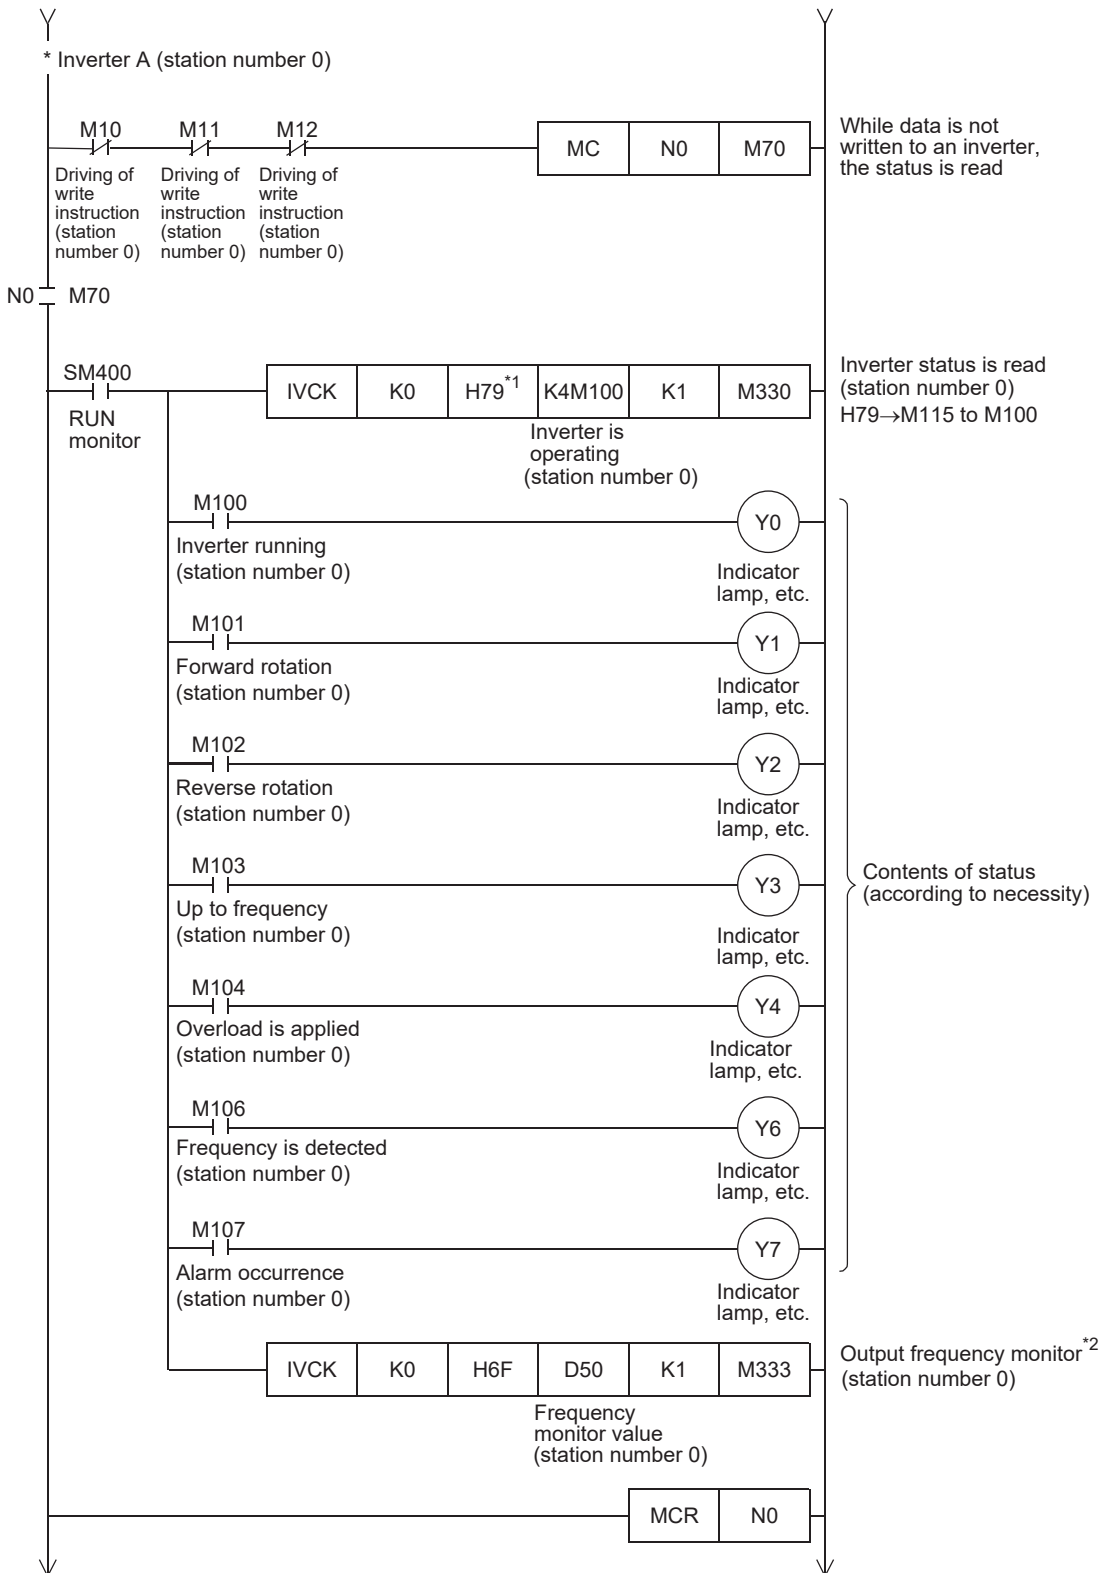 * Inverter A (station number 0)
M10 M11 M12
MC N0 M70
While data is not
written to an inverter,
the status is read
Driving of
write
instruction
(station
number 0)
Driving of
write
instruction
(station
number 0)
Driving of
write
instruction
(station
number 0)
N0 M70
SM400
RUN
monitor
IVCK K0 H79*1 K4M100 K1 M330
Inverter is
operating
(station number 0)
Inverter status is read
(station number 0)
H79→M115 to M100
M100
Y0
Inverter running
(station number 0)
Indicator
lamp, etc.
M101
Y1
Forward rotation
(station number 0)
Indicator
lamp, etc.
M102
Y2
Reverse rotation
(station number 0)
Indicator
lamp, etc.
M103
Y3
Up to frequency
(station number 0)
Indicator
lamp, etc.
Contents of status
(according to necessity)
M104
Y4
Overload is applied
(station number 0)
Indicator
lamp, etc.
M106
Y6
Frequency is detected
(station number 0)
Indicator
lamp, etc.
M107
Y7
Alarm occurrence
(station number 0)
Indicator
lamp, etc.
IVCK K0 H6F D50 K1 M333
Frequency
monitor value
(station number 0)
Output frequency monitor*2
(station number 0)
MCR N0